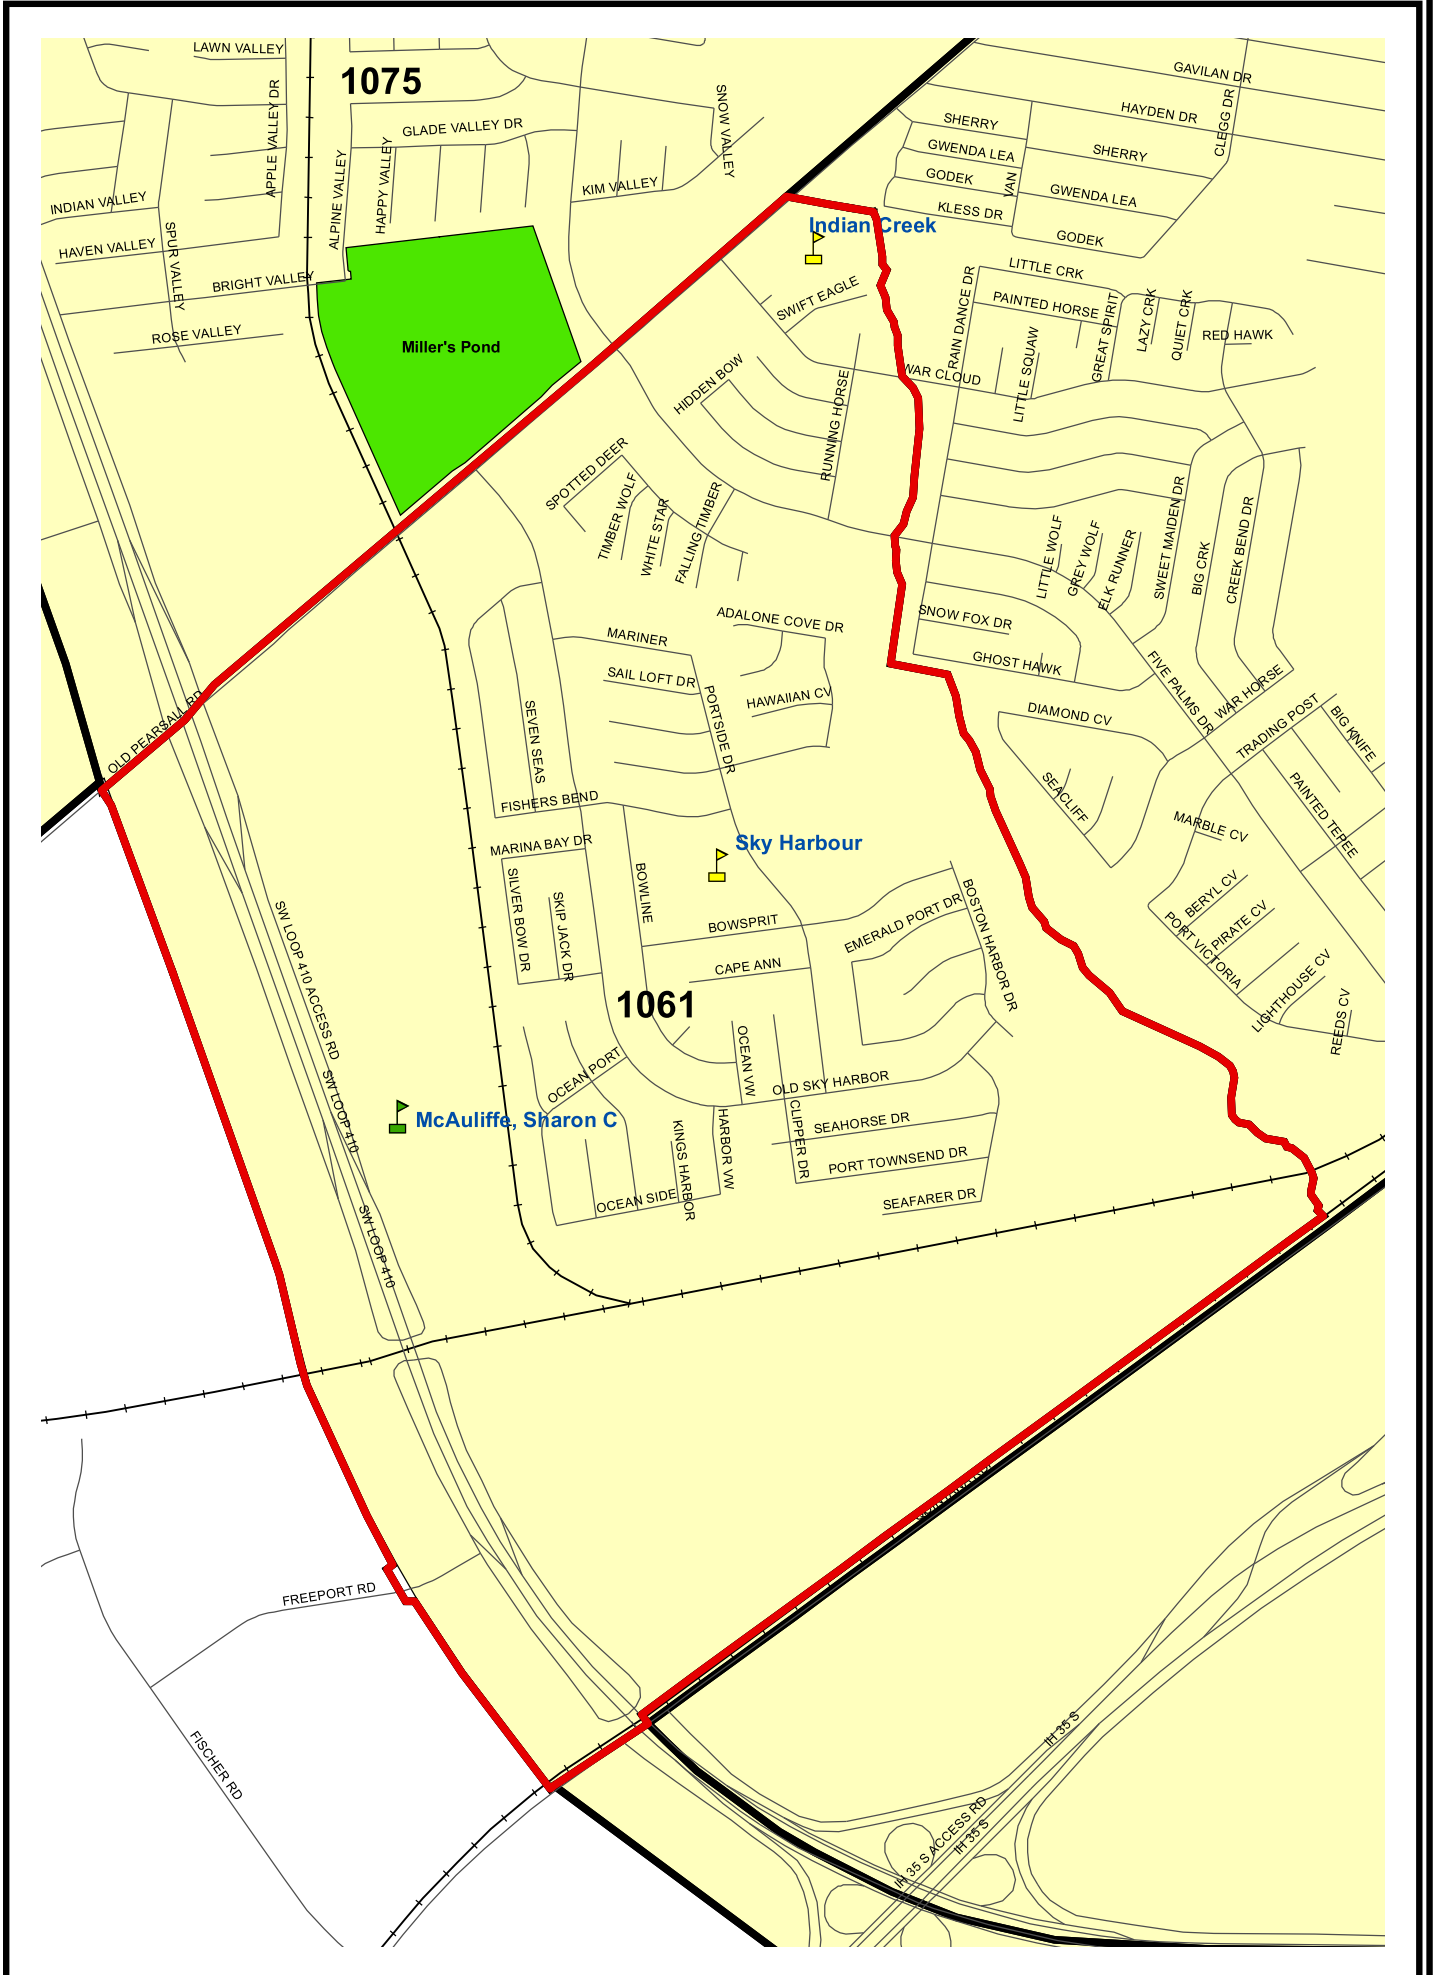 LAWN VALLEY
1075
GAVILAN DR
HAYDEN DR
CLEGG DR
SNOW VALLEY
APPLE VALLEY DR
GLADE VALLEY DR
SHERRY
SHERRY
GWENDA LEA
GODEK
VAN
GWENDA LEA
KLESS DR
GODEK
ALPINE VALLEY
HAPPY VALLEY
KIM VALLEY
INDIAN VALLEY
HAVEN VALLEY
SPUR VALLEY
BRIGHT VALLEY
ROSE VALLEY
Indian Creek
SWIFT EAGLE
LITTLE CRK
PAINTED HORSE
RAIN DANCE DR
GREAT SPIRIT
LAZY CRK
QUIET CRK
RED HAWK
LITTLE SQUAW
WAR CLOUD
Miller's Pond
HIDDEN BOW
RUNNING HORSE
SPOTTED DEER
TIMBER WOLF
WHITE STAR
FALLING TIMBER
LITTLE WOLF
GREY WOLF
ELK RUNNER
SWEET MAIDEN DR
BIG CRK
CREEK BEND DR
SNOW FOX DR
GHOST HAWK
FIVE PALMS DR
WAR HORSE
TRADING POST
BIG KNIFE
PAINTED TEPEE
ADALONE COVE DR
MARINER
SAIL LOFT DR
HAWAIIAN CV
PORTSIDE DR
SEVEN SEAS
FISHERS BEND
DIAMOND CV
SEACLIFF
MARBLE CV
BERYL CV
PIRATE CV
PORT VICTORIA
LIGHTHOUSE CV
REEDS CV
OLD PEARSALL RD
MARINA BAY DR
SILVER BOW DR
SKIP JACK DR
BOWLINE
Sky Harbour
BOWSPRIT
CAPE ANN
EMERALD PORT DR
BOSTON HARBOR DR
1061
SW LOOP 410 ACCESS RD
SW LOOP 410
SW LOOP 410
McAuliffe, Sharon C
OCEAN PORT
OCEAN VW
OLD SKY HARBOR
CLIPPER DR
SEAHORSE DR
PORT TOWNSEND DR
SEAFARER DR
KINGS HARBOR
HARBOR VW
OCEAN SIDE
FREEPORT RD
FISCHER RD
IH 35 S
IH 35 S ACCESS RD
IH 35 S